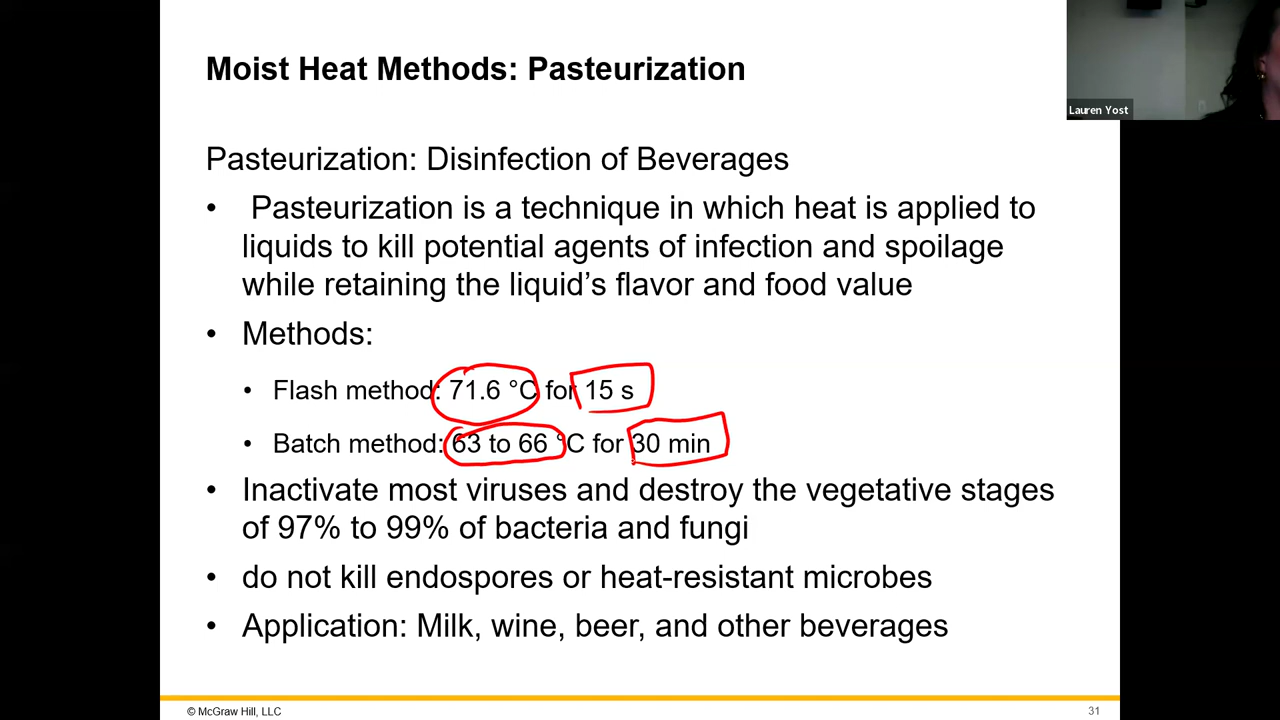 Moist Heat Methods: Pasteurization
Lauren Yost
Pasteurization: Disinfection of Beverages
• Pasteurization is a technique in which heat is applied to
liquids to kill potential agents of infection and spoilage
while retaining the liquid’s flavor and food value
• Methods:
• Flash method: 71.6 °C for 15 s
• Batch method: 63 to 66 °C for 30 min
• Inactivate most viruses and destroy the vegetative stages
of 97% to 99% of bacteria and fungi
• do not kill endospores or heat-resistant microbes
• Application: Milk, wine, beer, and other beverages
© McGraw Hill, LLC
31